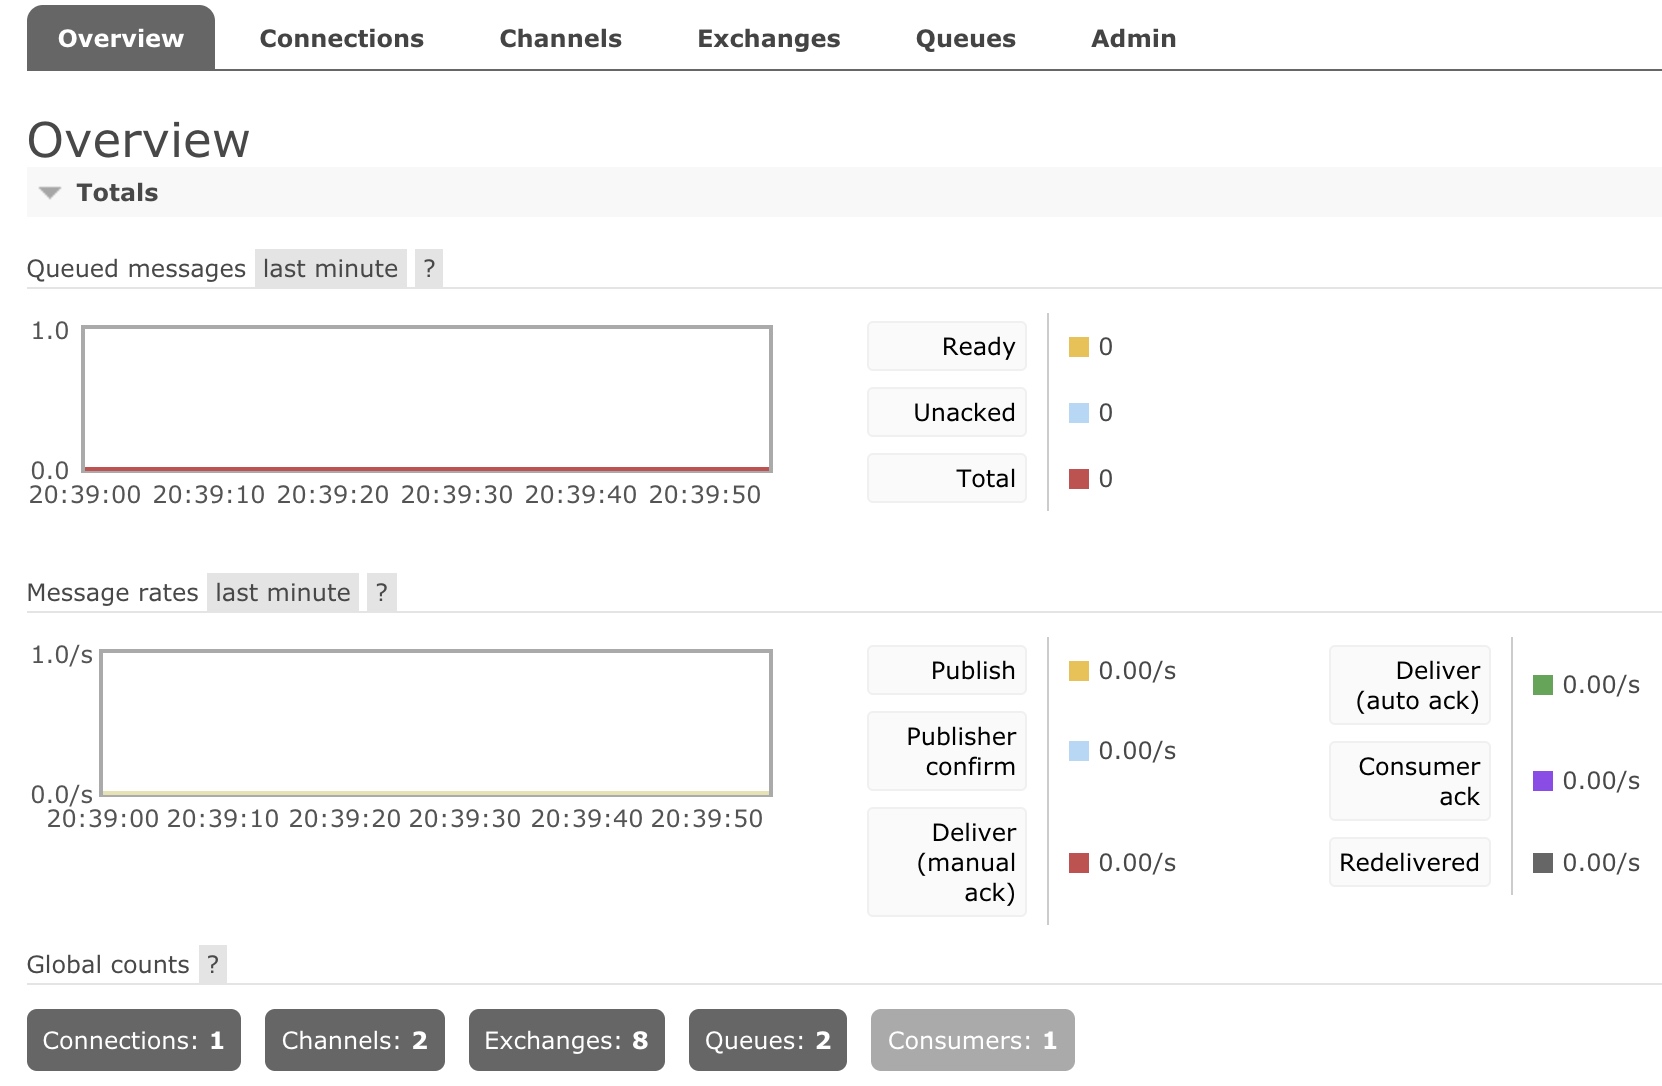 Overview Connections Channels Exchanges Queues Admin
Overview
Totals
Queued messages last minute ?
1.0
0.0
20:39:00 20:39:10 20:39:20 20:39:30 20:39:40 20:39:50
Ready 0
Unacked 0
Total 0
Message rates last minute ?
1.0/s
0.0/s
20:39:00 20:39:10 20:39:20 20:39:30 20:39:40 20:39:50
Publish 0.00/s
Publisher
confirm 0.00/s
Deliver
(manual 0.00/s
ack)
Deliver
(auto ack) 0.00/s
Consumer
ack 0.00/s
Redelivered 0.00/s
Global counts ?
Connections: 1 Channels: 2 Exchanges: 8 Queues: 2 Consumers: 1